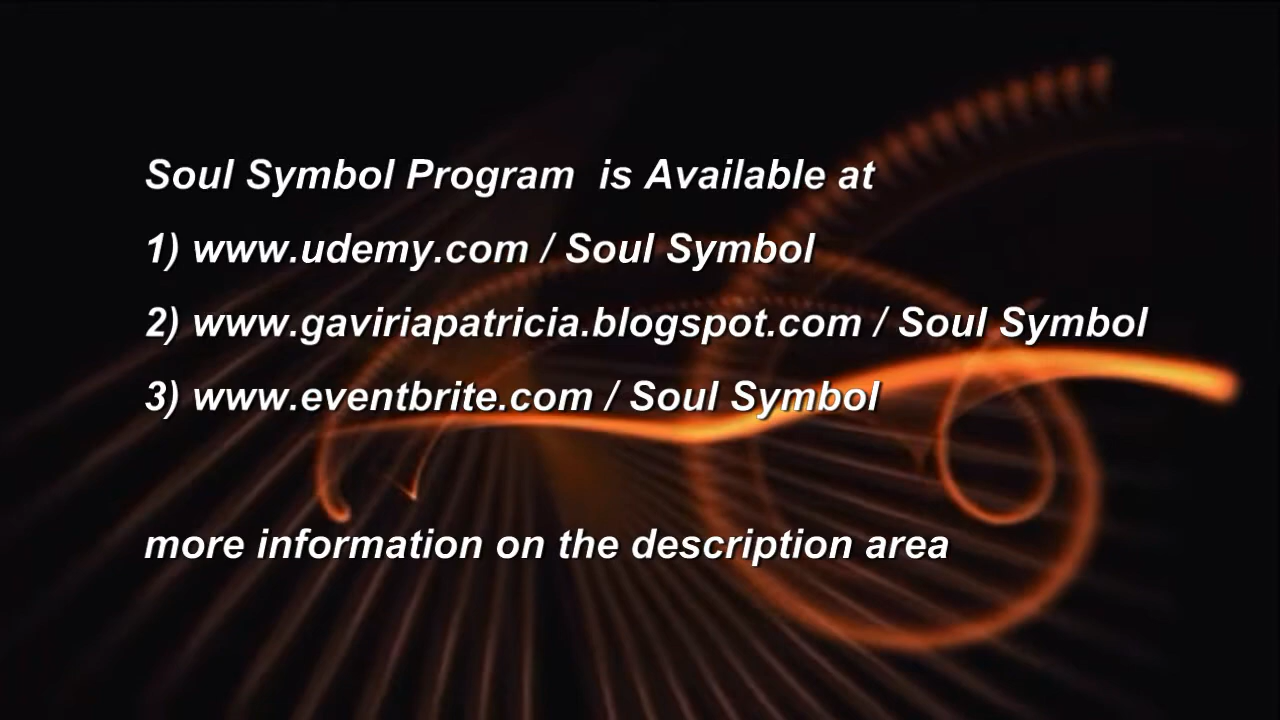 Soul Symbol Program  is Available at
1) www.udemy.com / Soul Symbol
2) www.gaviriapatricia.blogspot.com / Soul Symbol
3) www.eventbrite.com / Soul Symbol
more information on the description area